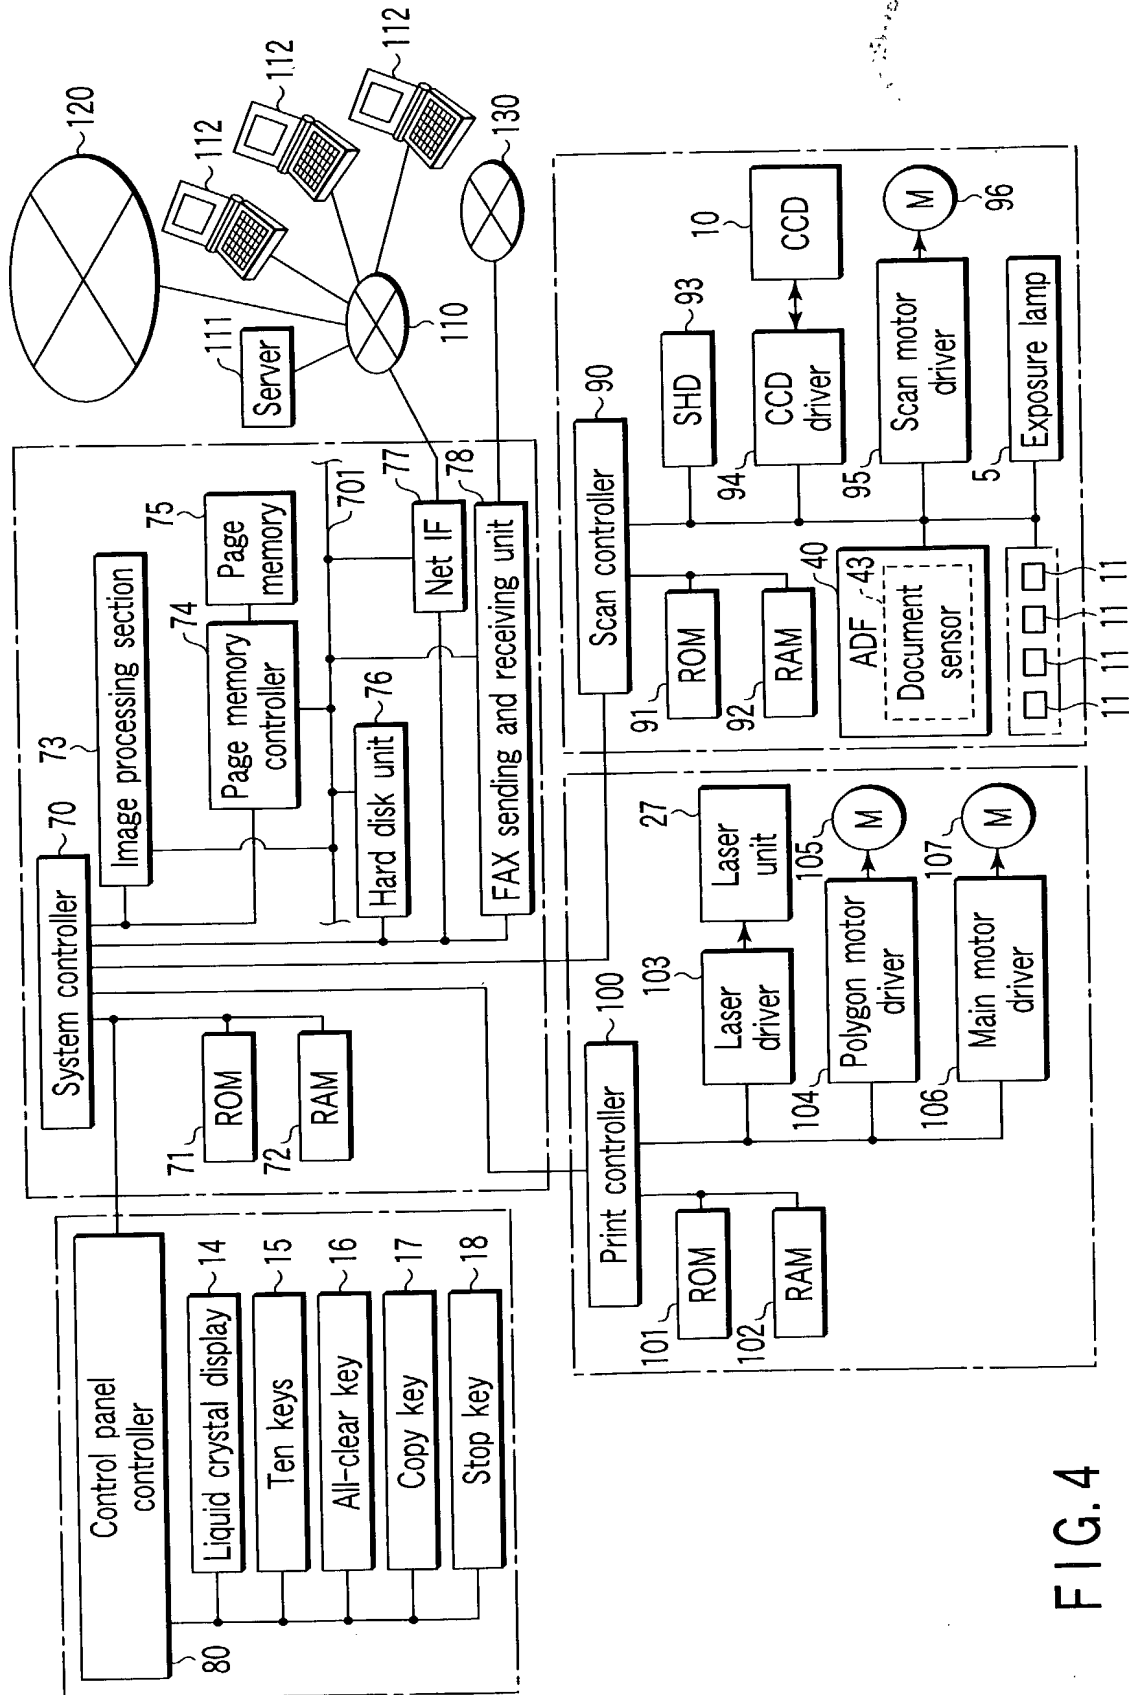 80
Control panel
controller
Liquid crystal display
14
Ten keys
15
All-clear key
16
Copy key
17
Stop key
18
70
System controller
71
ROM
72
RAM
73
Image processing section
74
Page memory
controller
75
Page
memory
701
76
Hard disk unit
77
Net IF
78
FAX sending and receiving unit
111
Server
110
120
112
112
112
130
100
Print controller
101
ROM
102
RAM
103
Laser
driver
27
Laser
unit
104
Polygon motor
driver
105
M
106
Main motor
driver
107
M
90
Scan controller
91
ROM
92
RAM
93
SHD
94
CCD
driver
10
CCD
95
Scan motor
driver
M
96
5
Exposure lamp
40
ADF
43
Document
sensor
11
11
11
11
FIG. 4